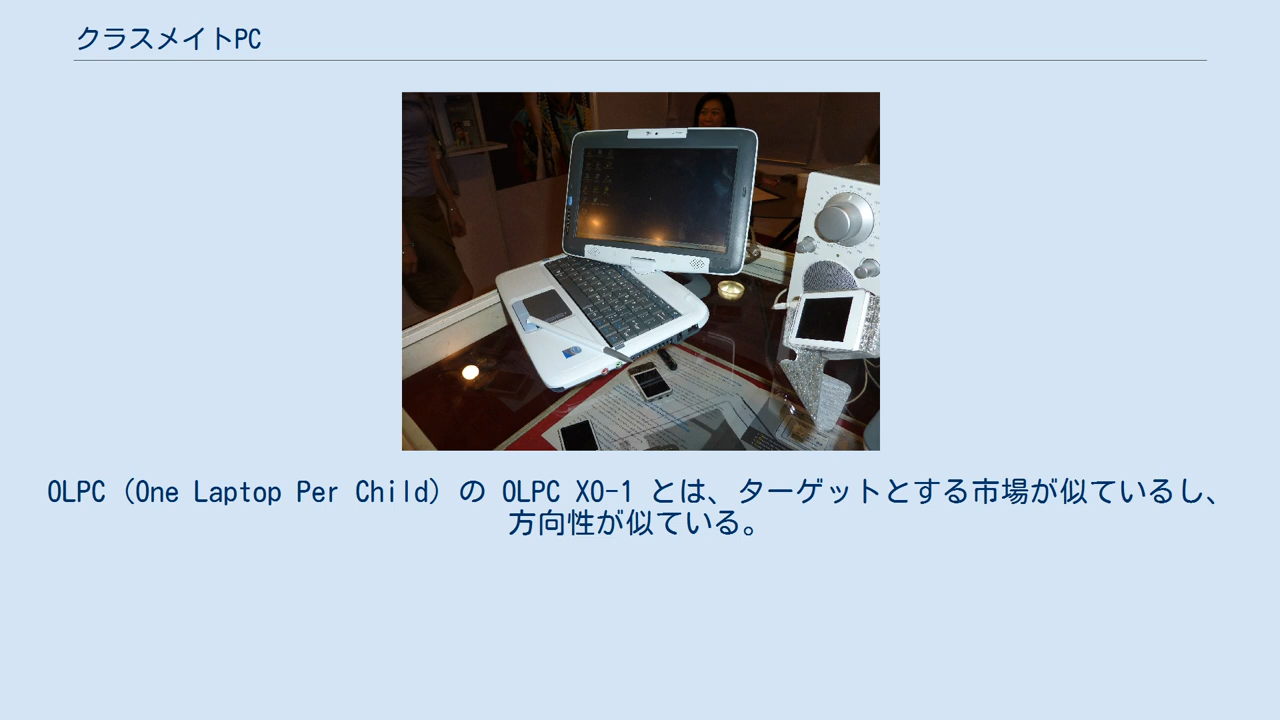 クラスメイトPC
OLPC (One Laptop Per Child) の OLPC XO-1 とは、ターゲットとする市場が似ているし、
方向性が似ている。